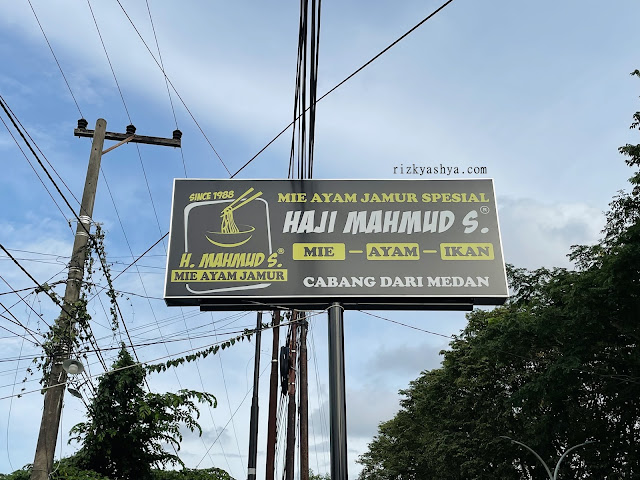 rizkyashya.com
SINCE 1988
H. MAHMUD S.®
MIE AYAM JAMUR
MIE AYAM JAMUR SPESIAL
HAJI MAHMUD S.®
MIE – AYAM – IKAN
CABANG DARI MEDAN